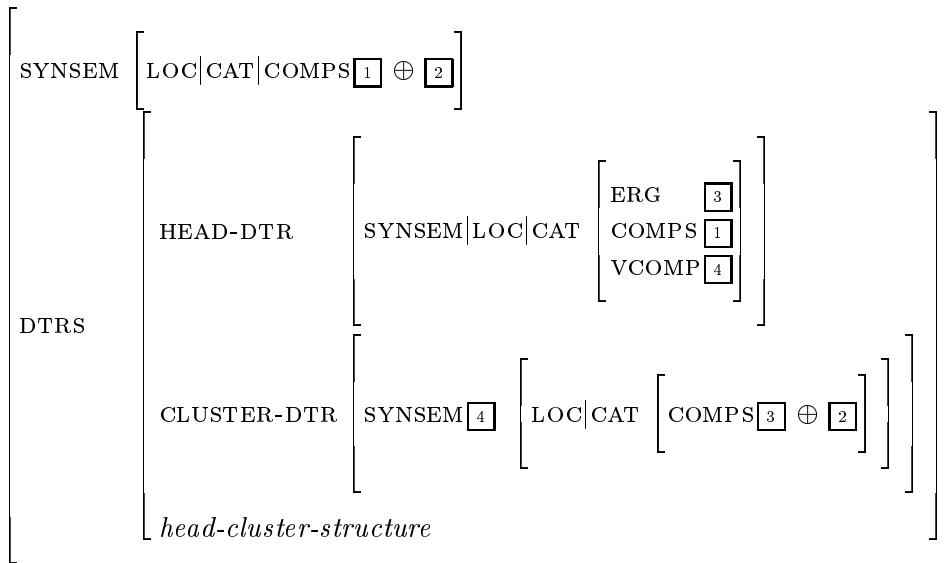 SYNSEM [LOC|CAT|COMPS 1 ⊕ 2]
ERG 3
HEAD-DTR SYNSEM|LOC|CAT COMPS 1
VCOMP 4
DTRS
CLUSTER-DTR SYNSEM 4 [LOC|CAT [COMPS 3 ⊕ 2]]
head-cluster-structure